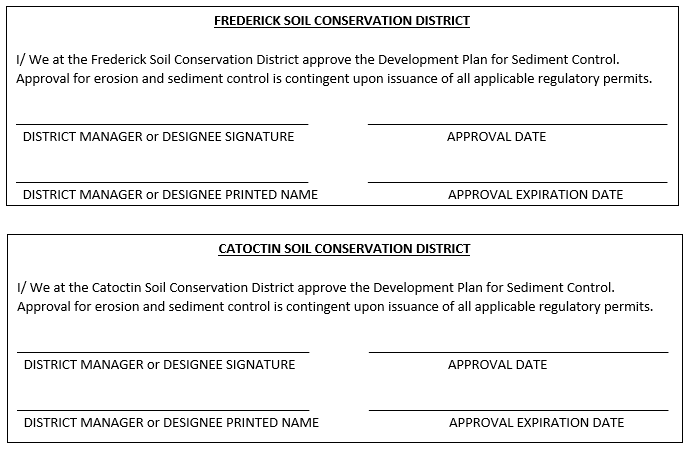 FREDERICK SOIL CONSERVATION DISTRICT
I/ We at the Frederick Soil Conservation District approve the Development Plan for Sediment Control.
Approval for erosion and sediment control is contingent upon issuance of all applicable regulatory permits.
DISTRICT MANAGER or DESIGNEE SIGNATURE APPROVAL DATE
DISTRICT MANAGER or DESIGNEE PRINTED NAME APPROVAL EXPIRATION DATE
CATOCTIN SOIL CONSERVATION DISTRICT
I/ We at the Catoctin Soil Conservation District approve the Development Plan for Sediment Control.
Approval for erosion and sediment control is contingent upon issuance of all applicable regulatory permits.
DISTRICT MANAGER or DESIGNEE SIGNATURE APPROVAL DATE
DISTRICT MANAGER or DESIGNEE PRINTED NAME APPROVAL EXPIRATION DATE